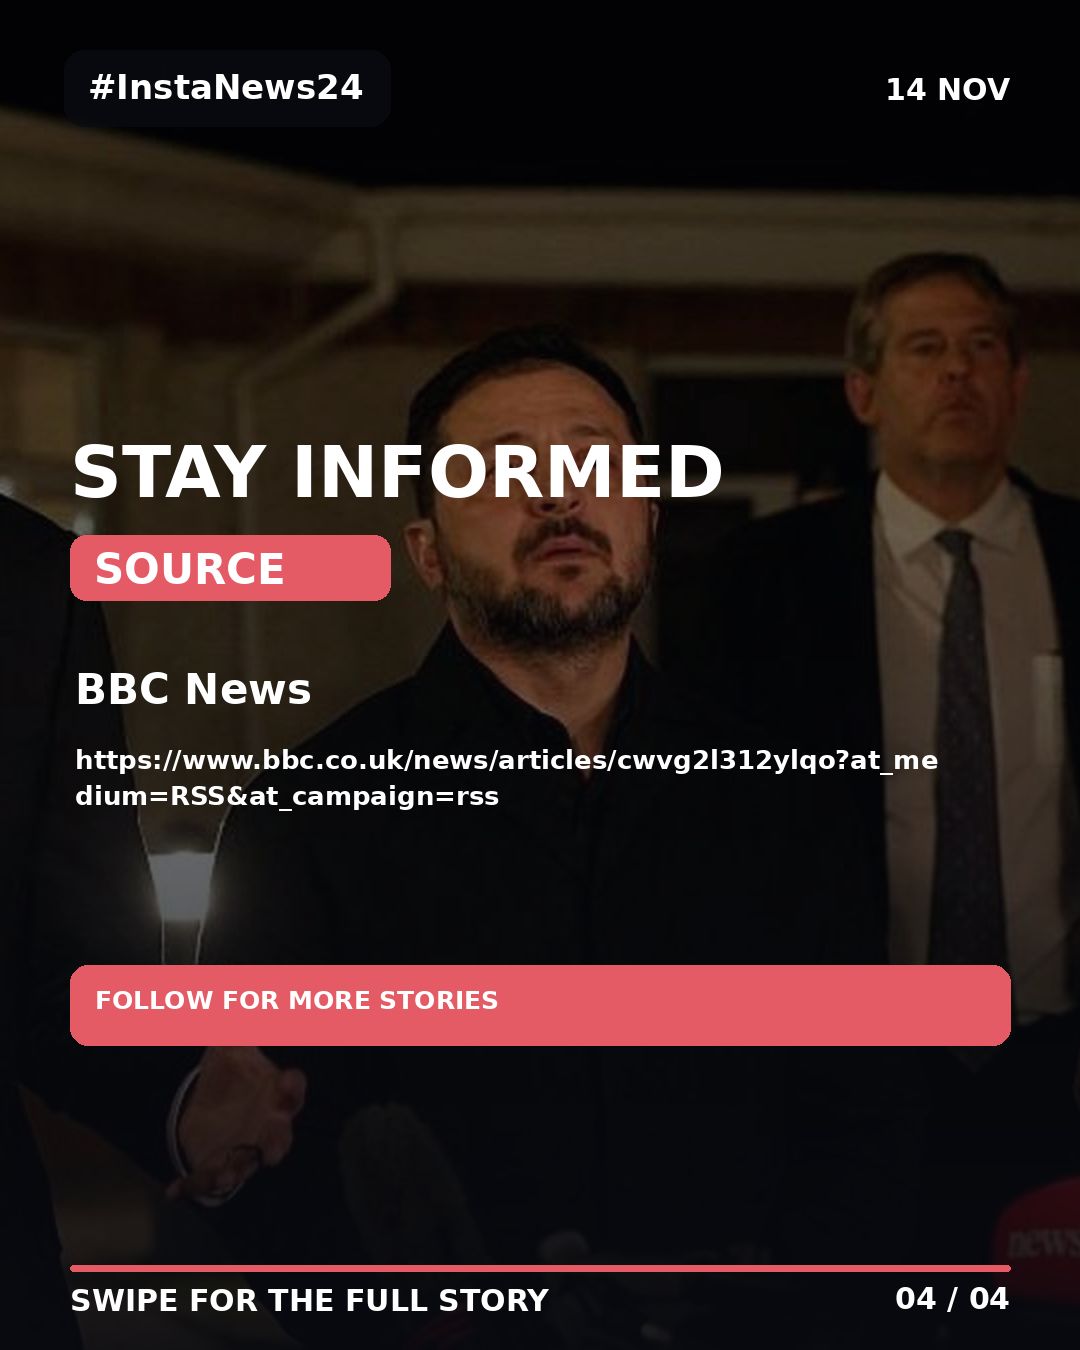 #InstaNews24
14 NOV
STAY INFORMED
SOURCE
BBC News
https://www.bbc.co.uk/news/articles/cwvg2l312ylqo?at_me
dium=RSS&at_campaign=rss
FOLLOW FOR MORE STORIES
news
SWIPE FOR THE FULL STORY
04 / 04